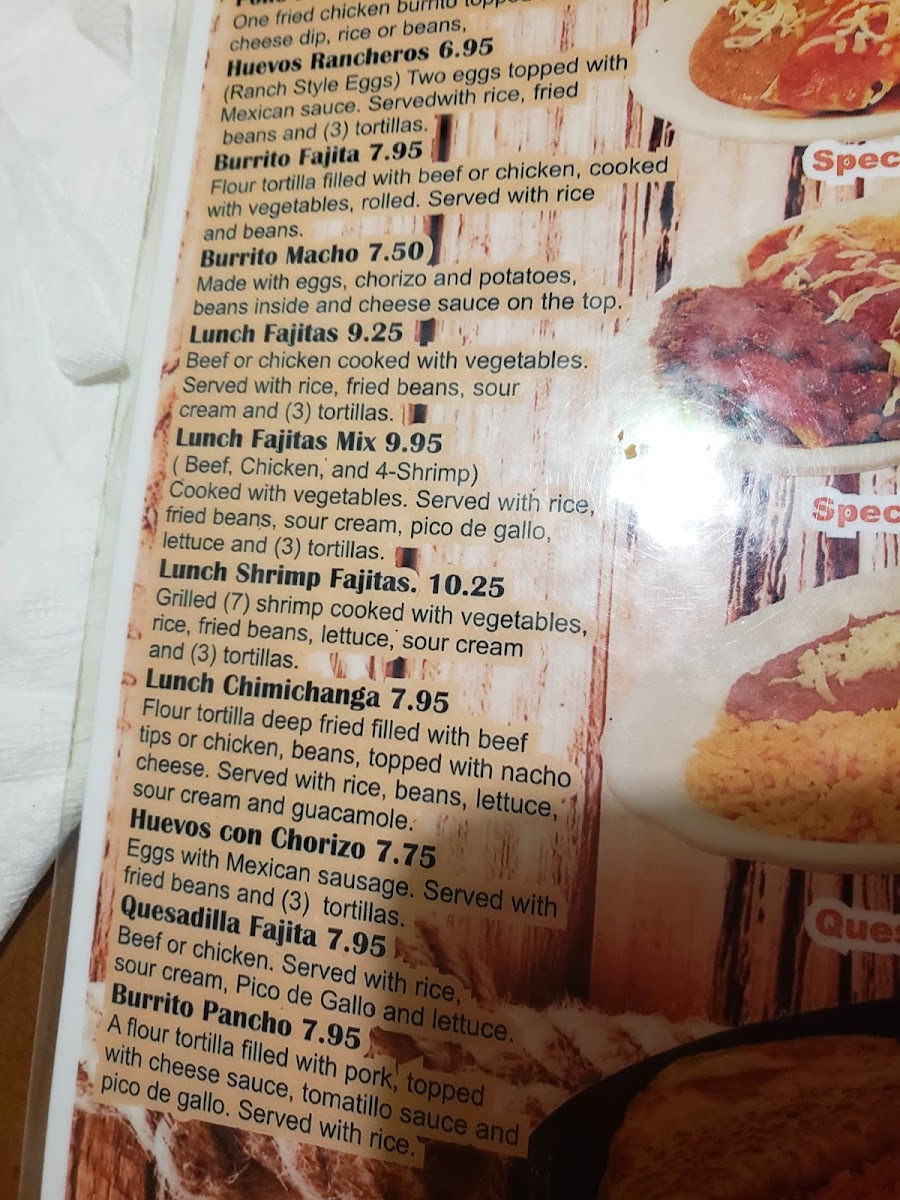 One fried chicken burrito topped
cheese dip, rice or beans,
Huevos Rancheros 6.95
(Ranch Style Eggs) Two eggs topped with
Mexican sauce. Servedwith rice, fried
beans and (3) tortillas.
Burrito Fajita 7.95
Flour tortilla filled with beef or chicken, cooked
with vegetables, rolled. Served with rice
and beans.
Burrito Macho 7.50
Made with eggs, chorizo and potatoes,
beans inside and cheese sauce on the top.
Lunch Fajitas 9.25
Beef or chicken cooked with vegetables.
Served with rice, fried beans, sour
cream and (3) tortillas.
Lunch Fajitas Mix 9.95
( Beef, Chicken, and 4-Shrimp)
Cooked with vegetables. Served with rice,
fried beans, sour cream, pico de gallo,
lettuce and (3) tortillas.
Lunch Shrimp Fajitas. 10.25
Grilled (7) shrimp cooked with vegetables,
rice, fried beans, lettuce, sour cream
and (3) tortillas.
Lunch Chimichanga 7.95
Flour tortilla deep fried filled with beef
tips or chicken, beans, topped with nacho
cheese. Served with rice, beans, lettuce,
sour cream and guacamole.
Huevos con Chorizo 7.75
Eggs with Mexican sausage. Served with
fried beans and (3) tortillas.
Quesadilla Fajita 7.95
Beef or chicken. Served with rice,
sour cream, Pico de Gallo and lettuce.
Burrito Pancho 7.95
A flour tortilla filled with pork, topped
with cheese sauce, tomatillo sauce and
pico de gallo. Served with rice.
Spec
Spec
Ques